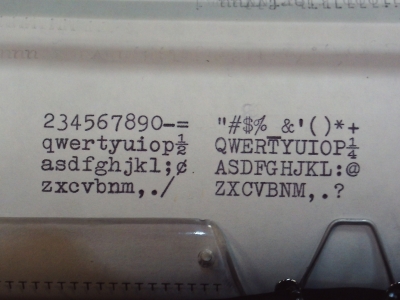 234567890-= "#$%_&'()*+
qwertyuiop½ QWERTYUIOP¼
asdfghjkl;¢ ASDFGHJKL:@
zxcvbnm,./ ZXCVBNM,.?